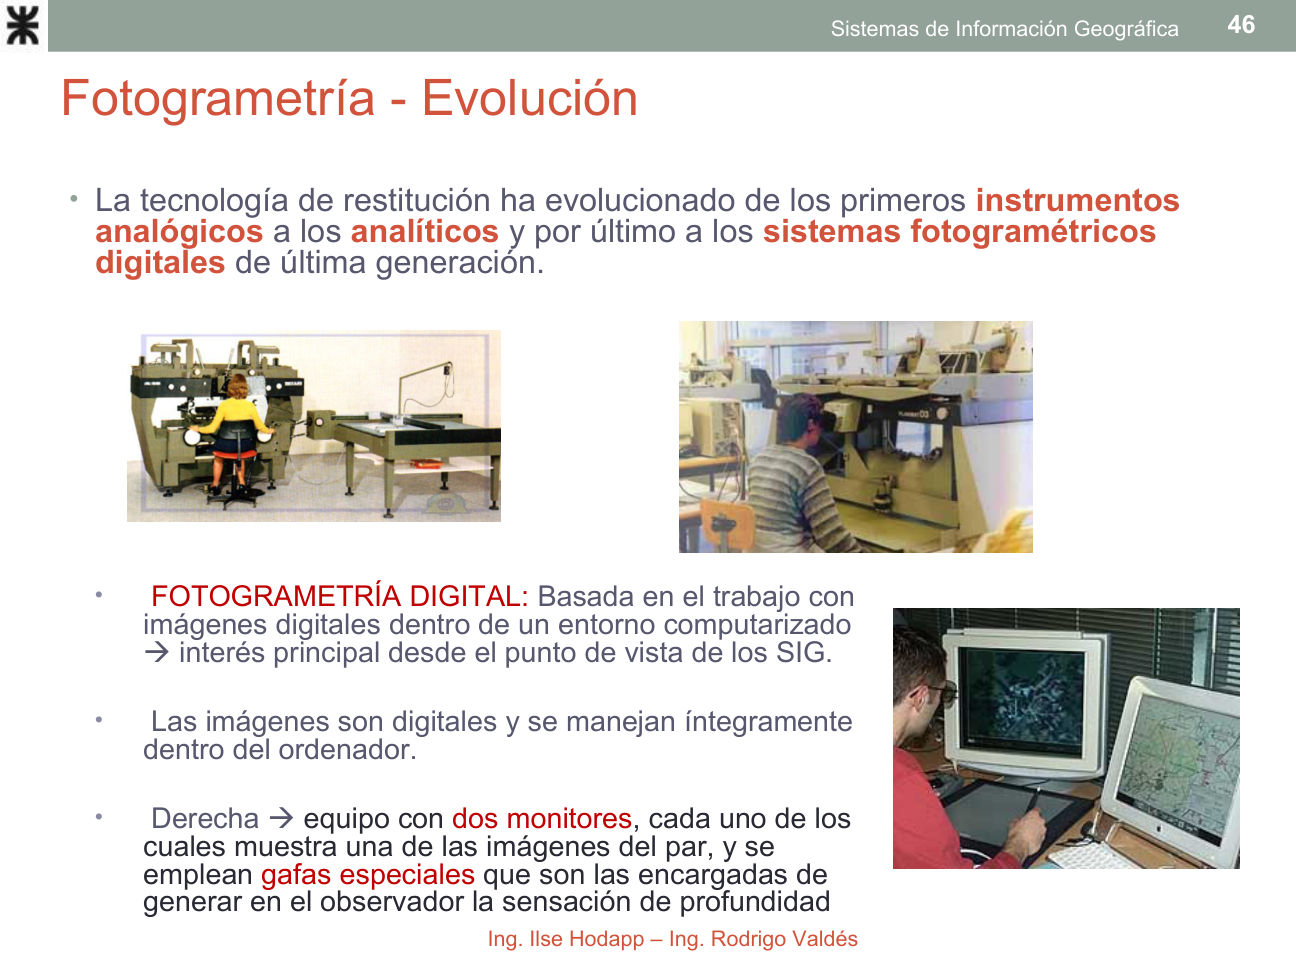 Sistemas de Información Geográfica
46
Fotogrametría - Evolución
• La tecnología de restitución ha evolucionado de los primeros instrumentos
analógicos a los analíticos y por último a los sistemas fotogramétricos
digitales de última generación.
• FOTOGRAMETRÍA DIGITAL: Basada en el trabajo con
imágenes digitales dentro de un entorno computarizado
→ interés principal desde el punto de vista de los SIG.
• Las imágenes son digitales y se manejan íntegramente
dentro del ordenador.
• Derecha → equipo con dos monitores, cada uno de los
cuales muestra una de las imágenes del par, y se
emplean gafas especiales que son las encargadas de
generar en el observador la sensación de profundidad
Ing. Ilse Hodapp – Ing. Rodrigo Valdés